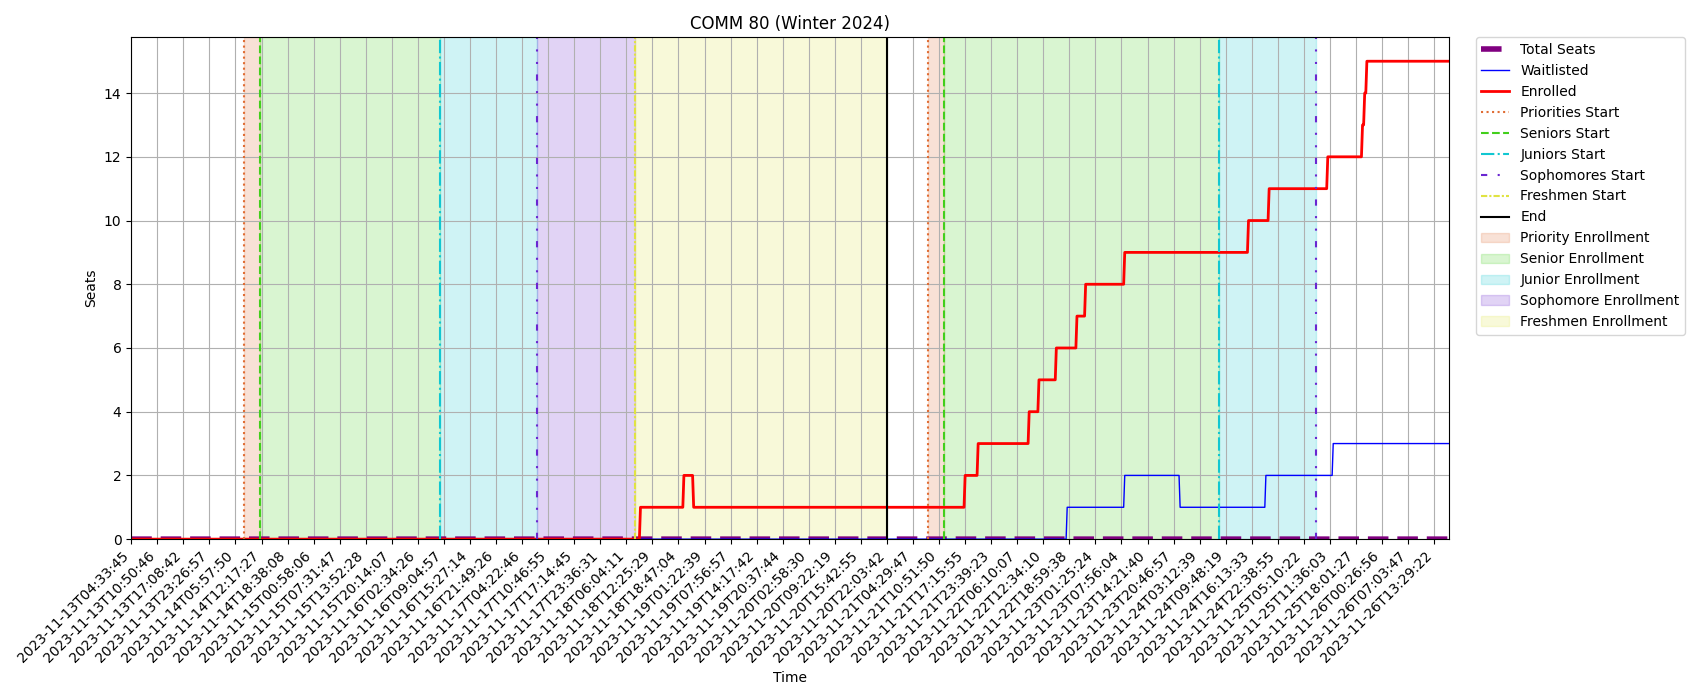 COMM 80 (Winter 2024)
Seats
14
12
10
8
6
4
2
0
2023-11-13T04:33:45
2023-11-13T10:50:46
2023-11-13T17:08:42
2023-11-13T23:26:57
2023-11-14T05:57:50
2023-11-14T12:17:27
2023-11-14T18:38:08
2023-11-15T00:58:06
2023-11-15T07:31:47
2023-11-15T13:52:28
2023-11-15T20:14:07
2023-11-16T02:34:26
2023-11-16T09:04:57
2023-11-16T15:27:14
2023-11-16T21:49:26
2023-11-17T04:22:46
2023-11-17T10:46:55
2023-11-17T17:14:45
2023-11-17T23:36:31
2023-11-18T06:04:11
2023-11-18T12:25:29
2023-11-18T18:47:04
2023-11-19T01:22:39
2023-11-19T07:56:57
2023-11-19T14:17:42
2023-11-19T20:37:44
2023-11-20T02:58:30
2023-11-20T09:22:19
2023-11-20T15:42:55
2023-11-20T22:03:42
2023-11-21T04:29:47
2023-11-21T10:51:50
2023-11-21T17:15:55
2023-11-21T23:39:23
2023-11-22T06:10:07
2023-11-22T12:34:10
2023-11-22T18:59:38
2023-11-23T01:25:24
2023-11-23T07:56:04
2023-11-23T14:21:40
2023-11-23T20:46:57
2023-11-24T03:12:39
2023-11-24T09:48:19
2023-11-24T16:13:33
2023-11-24T22:38:55
2023-11-25T05:10:22
2023-11-25T11:36:03
2023-11-25T18:01:27
2023-11-26T00:26:56
2023-11-26T07:03:47
2023-11-26T13:29:22
Time
Total Seats
Waitlisted
Enrolled
Priorities Start
Seniors Start
Juniors Start
Sophomores Start
Freshmen Start
End
Priority Enrollment
Senior Enrollment
Junior Enrollment
Sophomore Enrollment
Freshmen Enrollment